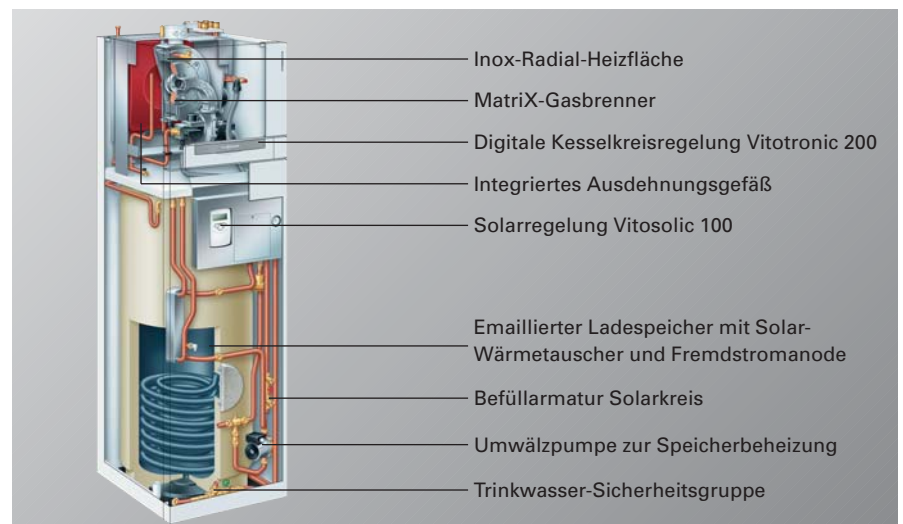 Inox-Radial-Heizfläche
MatriX-Gasbrenner
Digitale Kesselkreisregelung Vitotronic 200
Integriertes Ausdehnungsgefäß
Solarregelung Vitosolic 100
Emaillierter Ladespeicher mit Solar-
Wärmetauscher und Fremdstromanode
Befüllarmatur Solarkreis
Umwälzpumpe zur Speicherbeheizung
Trinkwasser-Sicherheitsgruppe